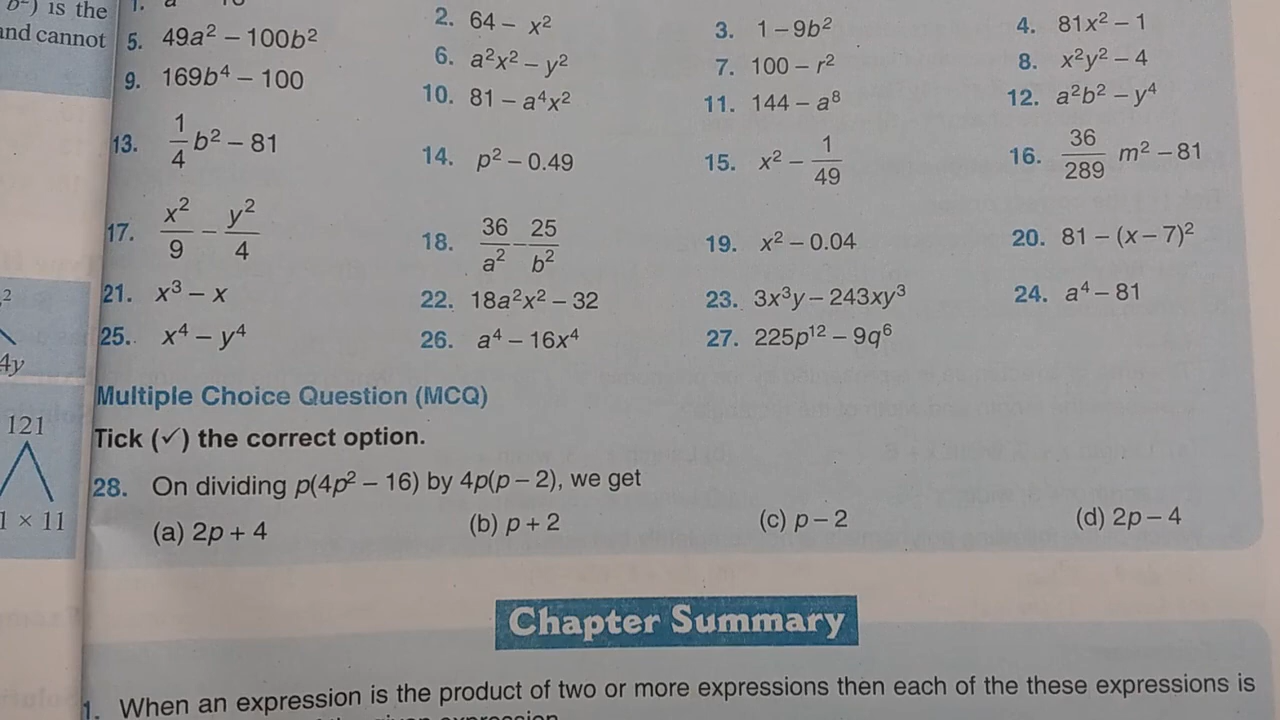 is the
and cannot
1.
2. 64 – x²
3. 1 – 9b²
4. 81x² – 1
5. 49a² – 100b²
6. a²x² – y²
7. 100 – r²
8. x²y² – 4
9. 169b⁴ – 100
10. 81 – a⁴x²
11. 144 – a⁸
12. a²b² – y⁴
13. 1/4 b² – 81
14. p² – 0.49
15. x² – 1/49
16. 36/289 m² – 81
17. x²/9 – y²/4
18. 36/a² – 25/b²
19. x² – 0.04
20. 81 – (x – 7)²
21. x³ – x
22. 18a²x² – 32
23. 3x³y – 243xy³
24. a⁴ – 81
25. x⁴ – y⁴
26. a⁴ – 16x⁴
27. 225p¹² – 9q⁶
4y
121
1 × 11
Multiple Choice Question (MCQ)
Tick (✓) the correct option.
28. On dividing p(4p² – 16) by 4p(p – 2), we get
(a) 2p + 4 (b) p + 2 (c) p – 2 (d) 2p – 4
Chapter Summary
1. When an expression is the product of two or more expressions then each of the these expressions is